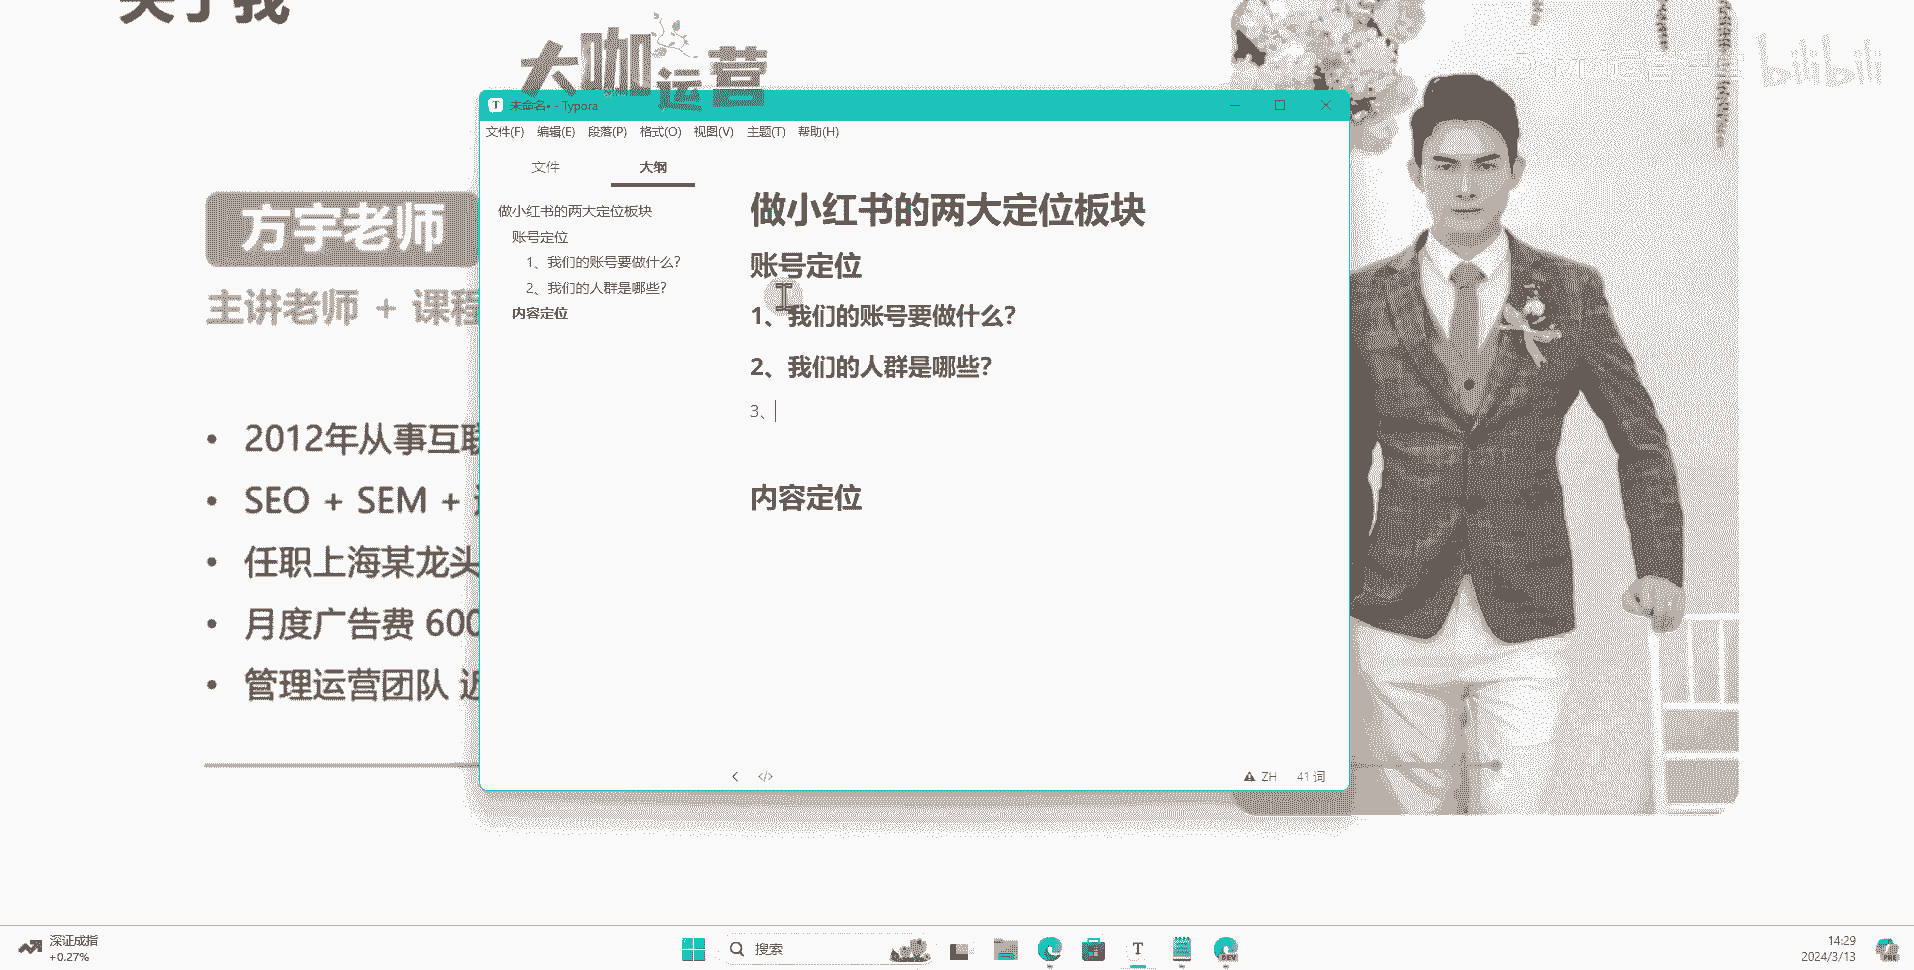 关于我
大咖运营
bilibili
未命名• - Typora
文件(F) 编辑(E) 段落(P) 格式(O) 视图(V) 主题(T) 帮助(H)
文件 大纲
做小红书的两大定位板块
账号定位
1、我们的账号要做什么?
2、我们的人群是哪些?
内容定位
做小红书的两大定位板块
账号定位
1、我们的账号要做什么?
2、我们的人群是哪些?
3、
内容定位
ZH 41 词
方宇老师
主讲老师 + 课程
• 2012年从事互联
• SEO + SEM +
• 任职上海某龙头
• 月度广告费 600
• 管理运营团队 近
深证成指
+0.27%
搜索
DEV
14:29
2024/3/13
PRE